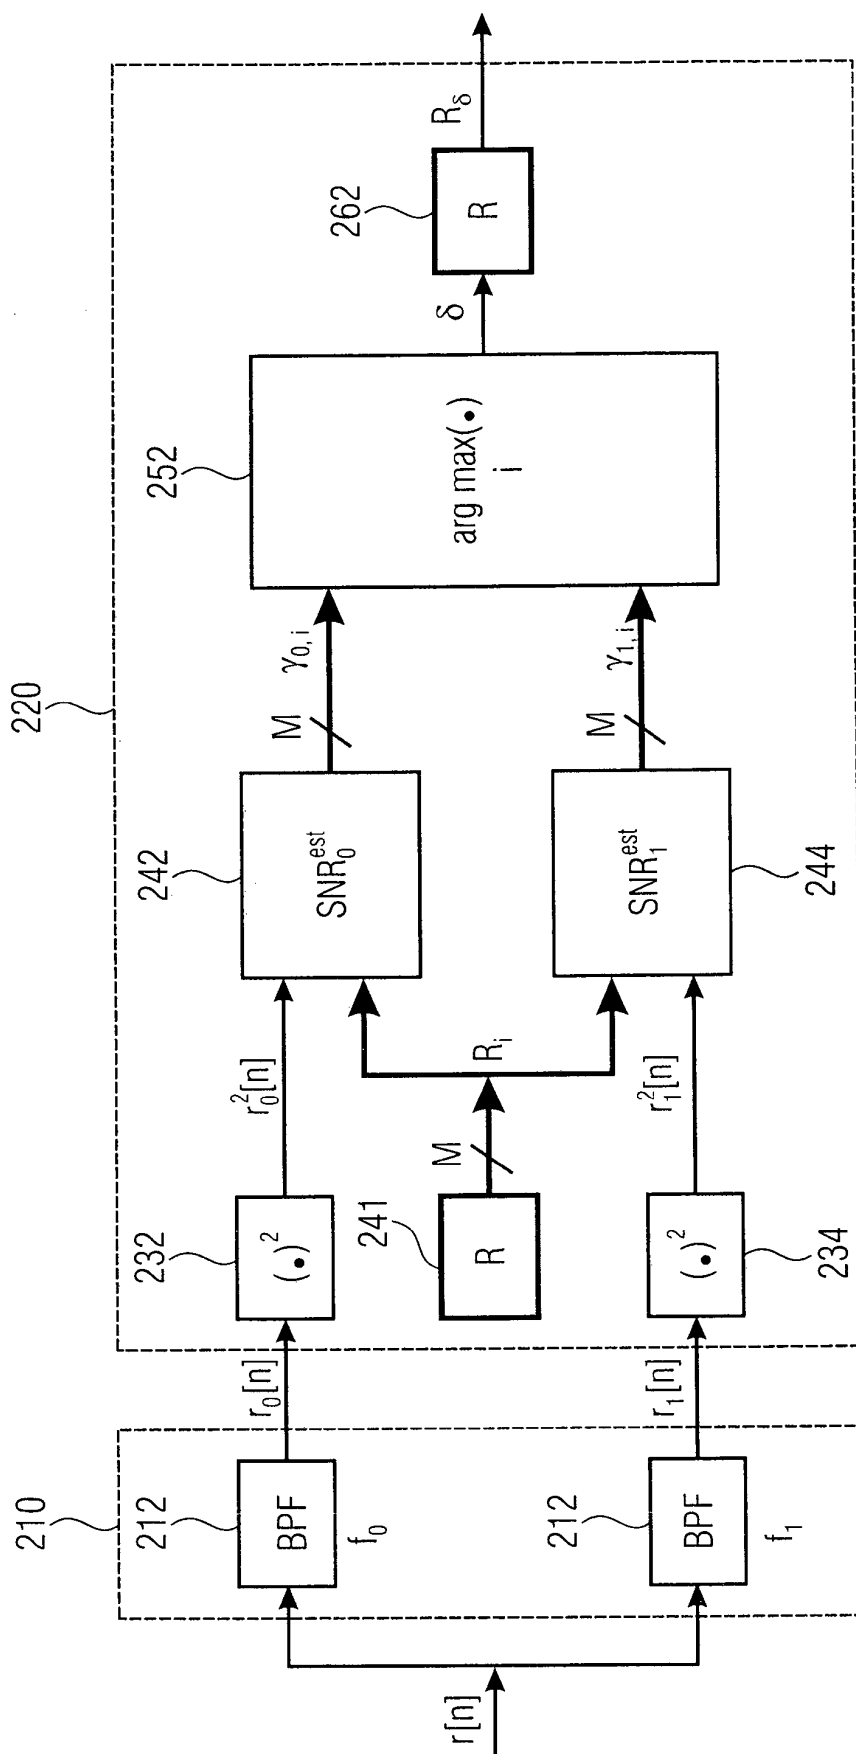 220
210
262
R
R_δ
δ
252
arg max(•)
i
242
SNR_0^est
M
γ_0,i
244
SNR_1^est
M
γ_1,i
R_i
M
241
R
232
(•)^2
r_0^2[n]
234
(•)^2
r_1^2[n]
r_0[n]
r_1[n]
212
BPF
f_0
212
BPF
f_1
r[n]